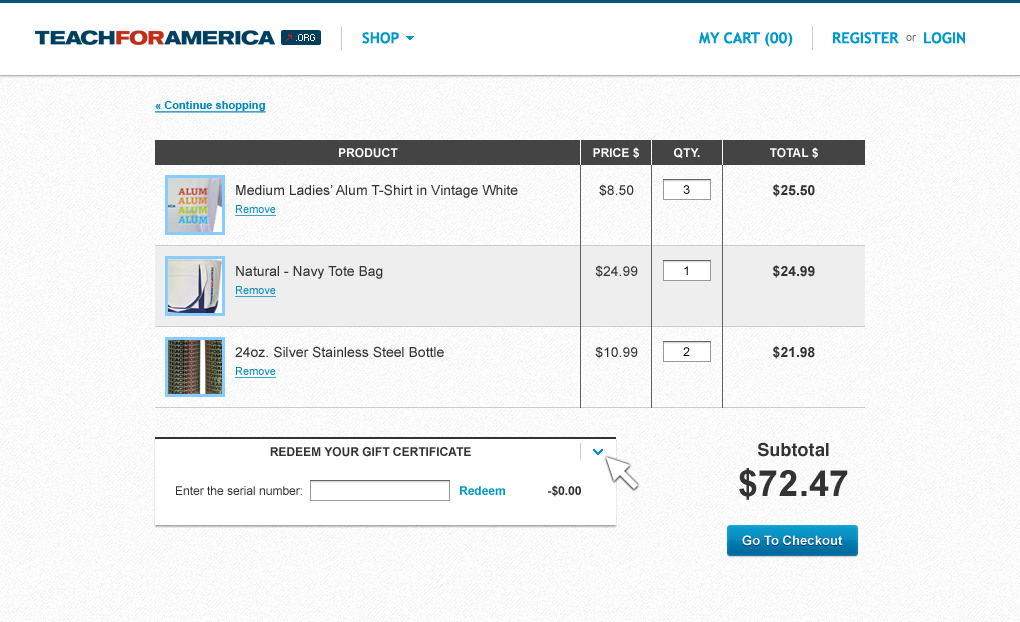 TEACHFORAMERICA .ORG SHOP MY CART (00) REGISTER or LOGIN
« Continue shopping
PRODUCT PRICE $ QTY. TOTAL $
ALUM
ALUM
ALUM
ALUM
Medium Ladies’ Alum T-Shirt in Vintage White $8.50 3 $25.50
Remove
Natural - Navy Tote Bag $24.99 1 $24.99
Remove
24oz. Silver Stainless Steel Bottle $10.99 2 $21.98
Remove
REDEEM YOUR GIFT CERTIFICATE
Enter the serial number: Redeem -$0.00
Subtotal
$72.47
Go To Checkout